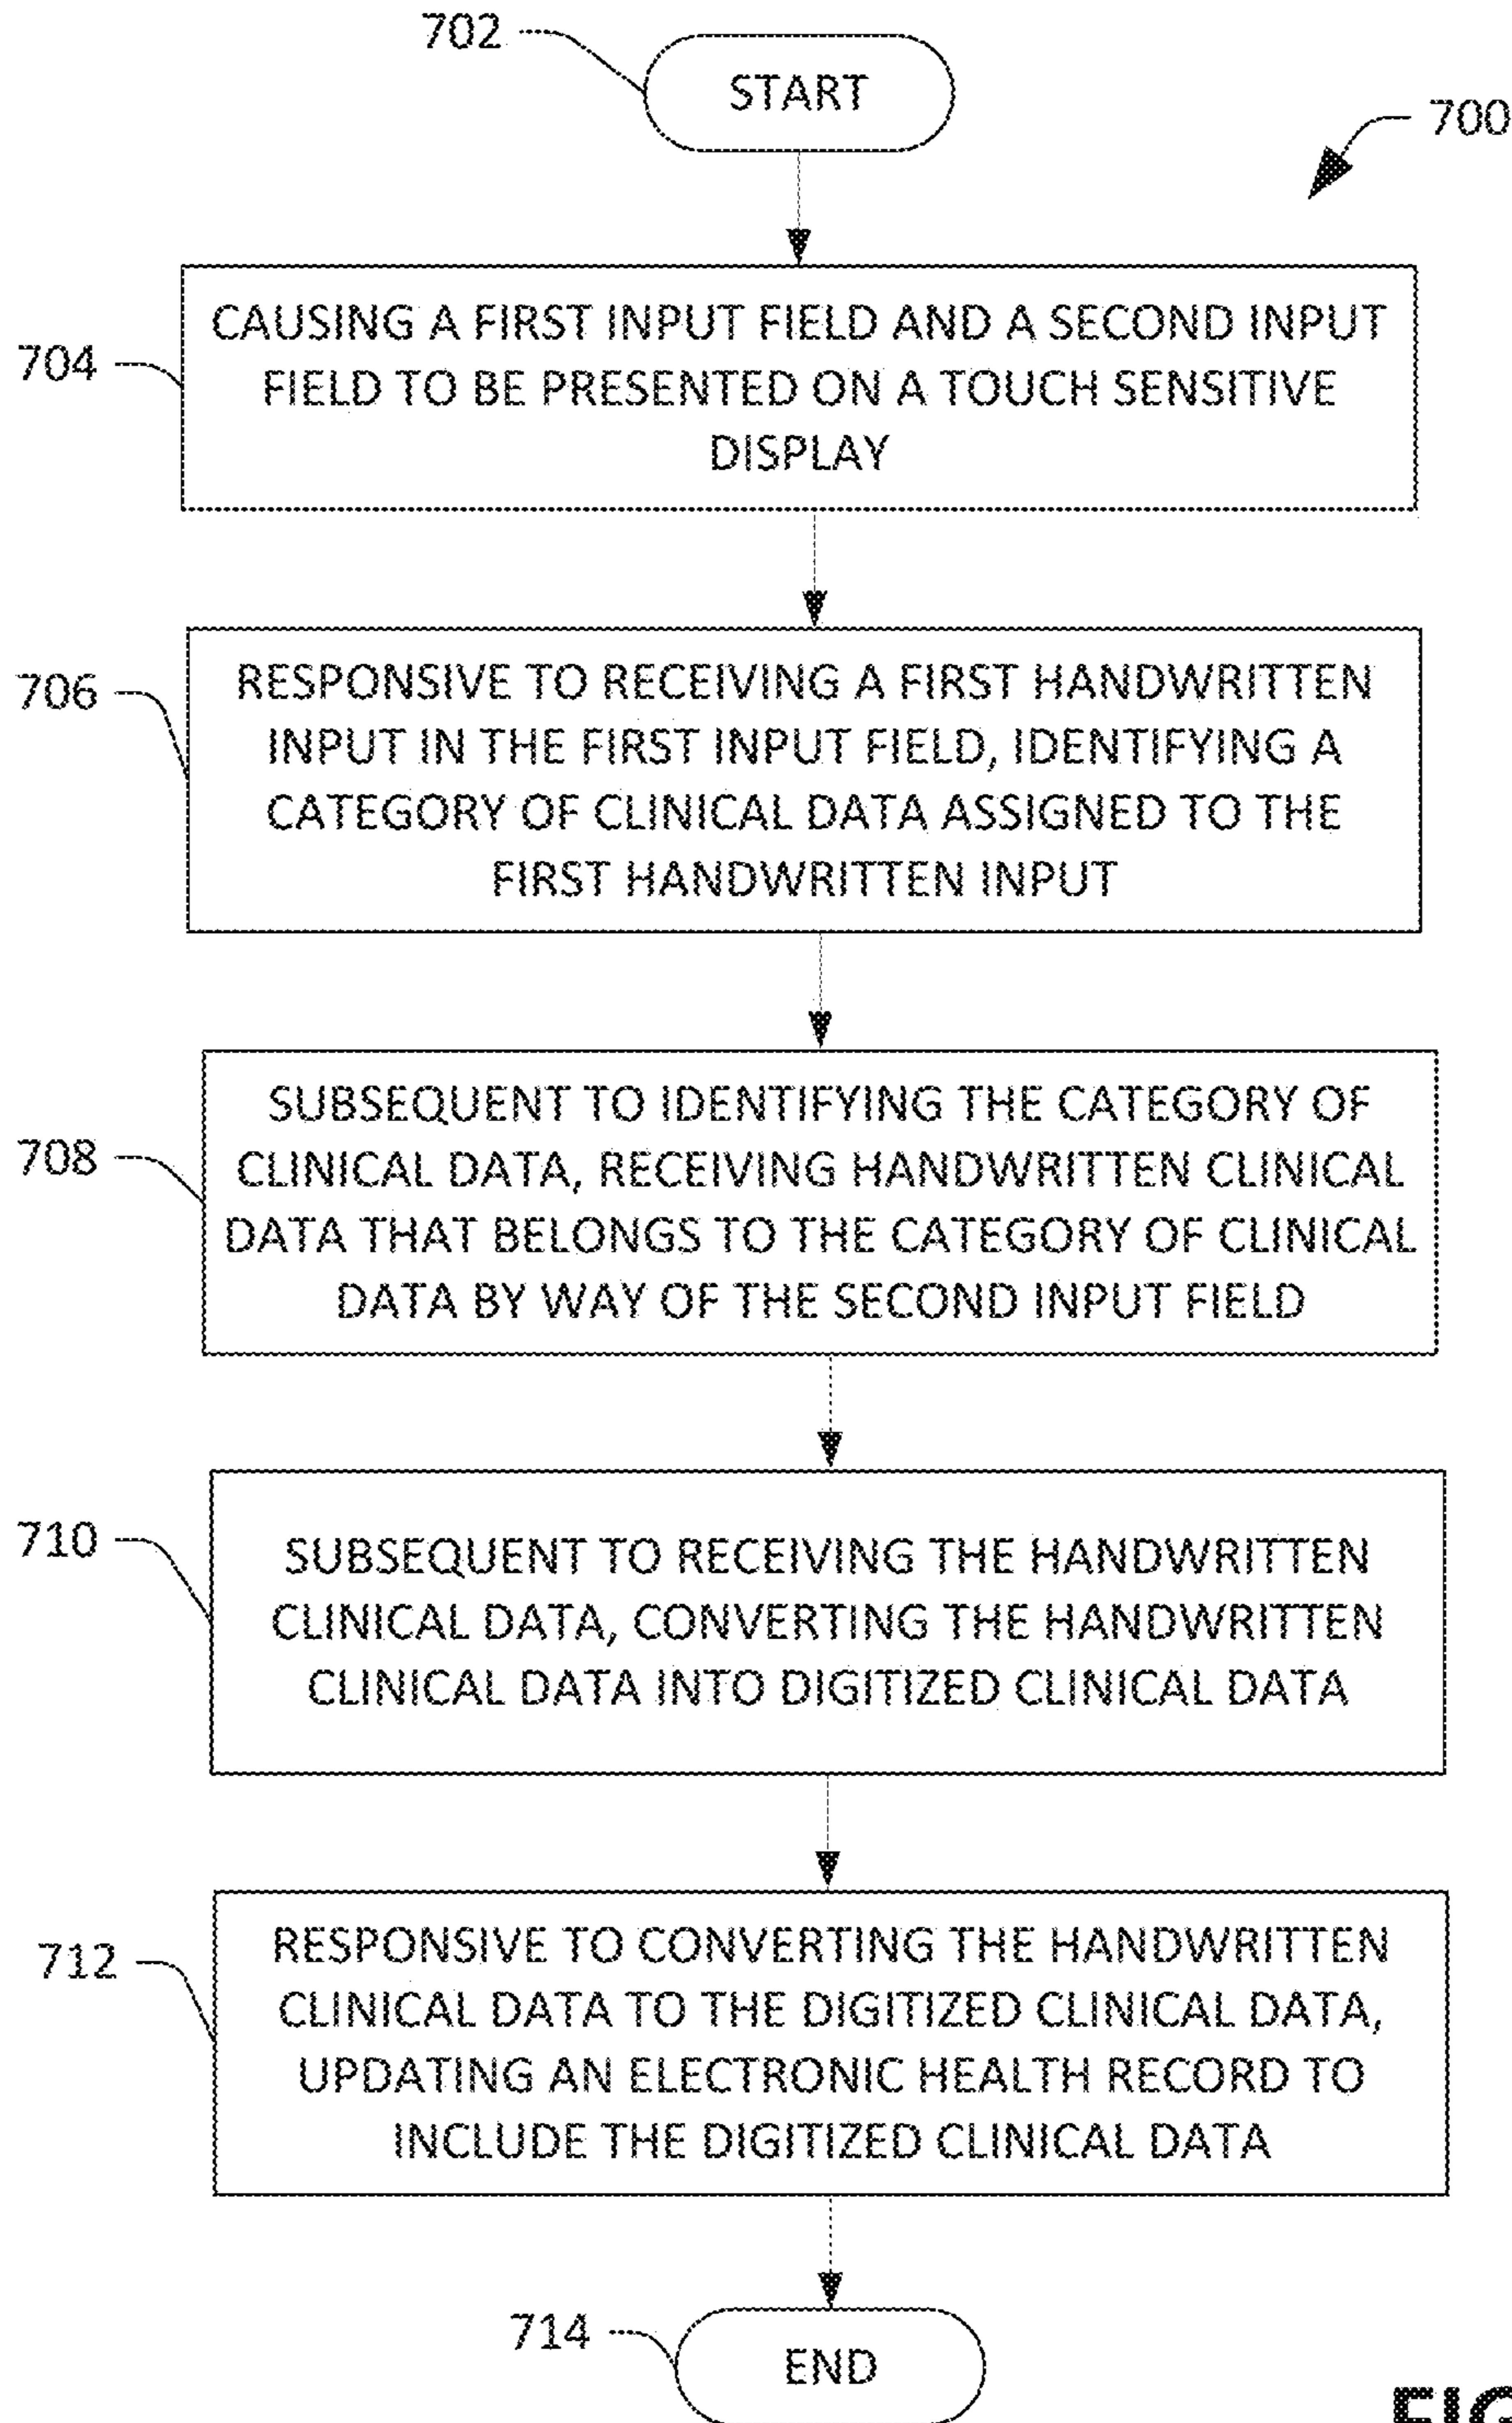 702
START
700
704
CAUSING A FIRST INPUT FIELD AND A SECOND INPUT
FIELD TO BE PRESENTED ON A TOUCH SENSITIVE
DISPLAY
706
RESPONSIVE TO RECEIVING A FIRST HANDWRITTEN
INPUT IN THE FIRST INPUT FIELD, IDENTIFYING A
CATEGORY OF CLINICAL DATA ASSIGNED TO THE
FIRST HANDWRITTEN INPUT
708
SUBSEQUENT TO IDENTIFYING THE CATEGORY OF
CLINICAL DATA, RECEIVING HANDWRITTEN CLINICAL
DATA THAT BELONGS TO THE CATEGORY OF CLINICAL
DATA BY WAY OF THE SECOND INPUT FIELD
710
SUBSEQUENT TO RECEIVING THE HANDWRITTEN
CLINICAL DATA, CONVERTING THE HANDWRITTEN
CLINICAL DATA INTO DIGITIZED CLINICAL DATA
712
RESPONSIVE TO CONVERTING THE HANDWRITTEN
CLINICAL DATA TO THE DIGITIZED CLINICAL DATA,
UPDATING AN ELECTRONIC HEALTH RECORD TO
INCLUDE THE DIGITIZED CLINICAL DATA
714
END